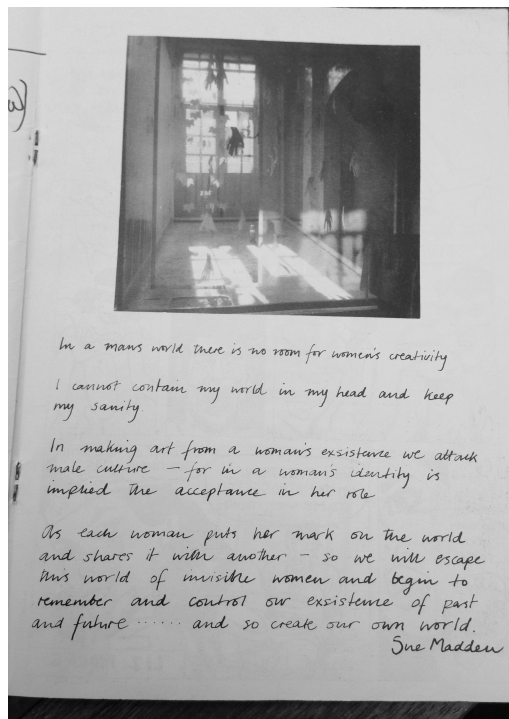 (3)
In a mans world there is no room for women's creativity
I cannot contain my world in my head and keep
my sanity.
In making art from a woman's exsistence we attack
male culture – for in a woman's identity is
implied the acceptance in her role
As each woman puts her mark on the world
and shares it with another – so we will escape
this world of invisible women and begin to
remember and control our exsistence of past
and future ...... and so create our own world.
Sue Madden